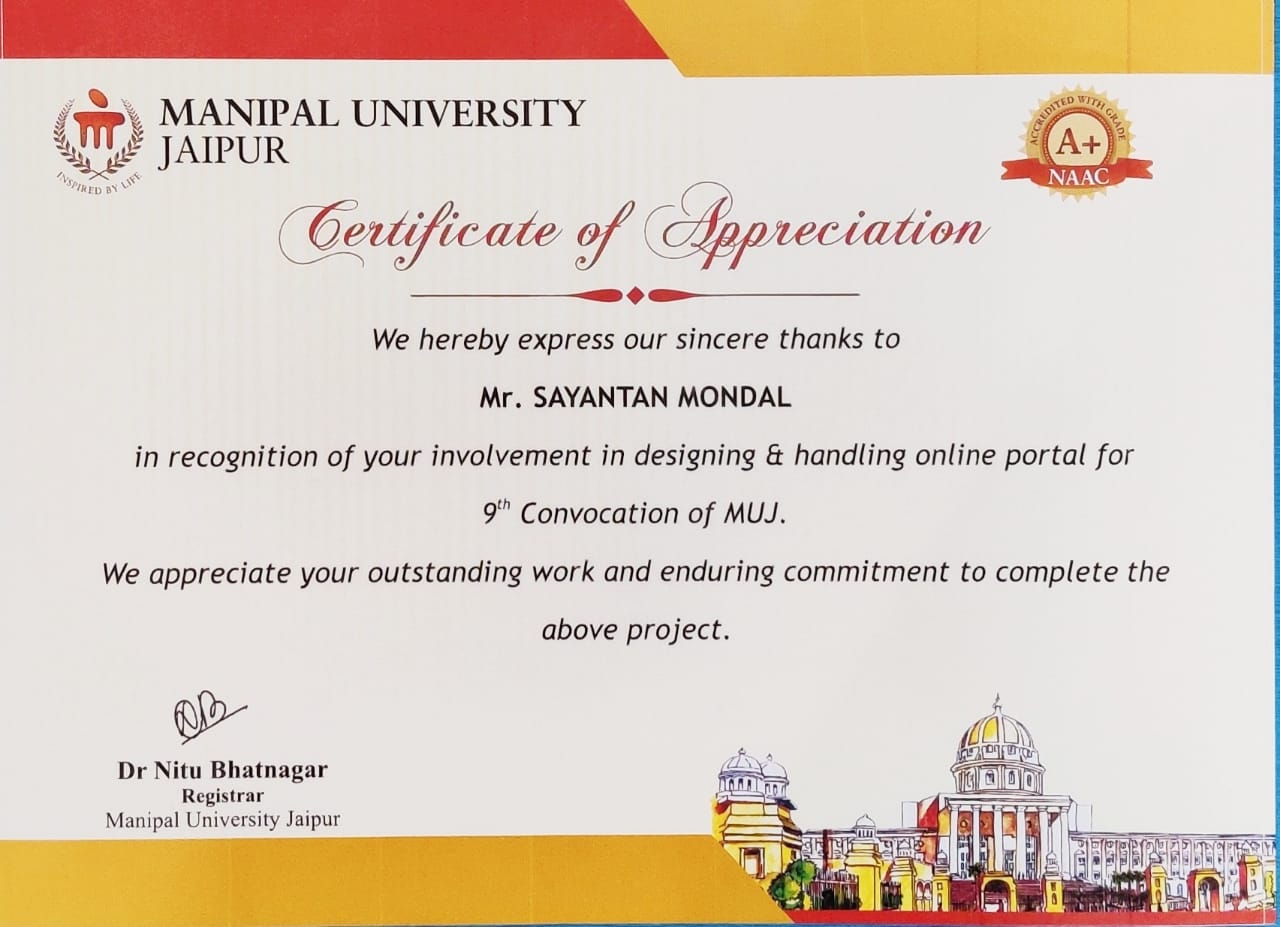 MANIPAL UNIVERSITY
JAIPUR
INSPIRED BY LIFE
ACCREDITED WITH GRADE
A+
NAAC
Certificate of Appreciation
We hereby express our sincere thanks to
Mr. SAYANTAN MONDAL
in recognition of your involvement in designing & handling online portal for
9th Convocation of MUJ.
We appreciate your outstanding work and enduring commitment to complete the
above project.
Dr Nitu Bhatnagar
Registrar
Manipal University Jaipur